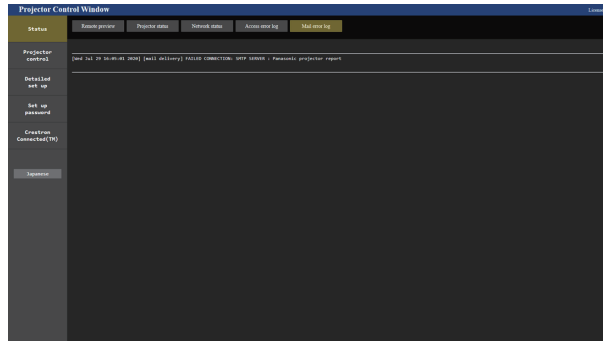 Projector Control Window
License
Status
Remote preview
Projector status
Network status
Access error log
Mail error log
Projector
control
[Wed Jul 29 16:05:01 2020] [mail delivery] FAILED CONNECTION: SMTP SERVER : Panasonic projector report
Detailed
set up
Set up
password
Crestron
Connected(TM)
Japanese